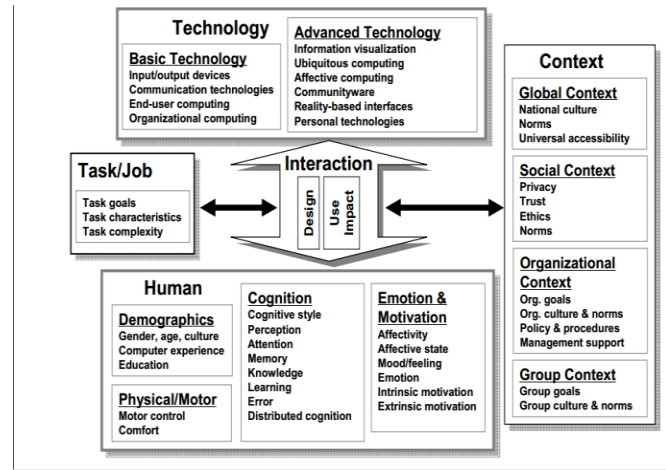 Technology
Basic Technology
Input/output devices
Communication technologies
End-user computing
Organizational computing
Advanced Technology
Information visualization
Ubiquitous computing
Affective computing
Communityware
Reality-based interfaces
Personal technologies
Task/Job
Task goals
Task characteristics
Task complexity
Interaction
Design
Use
Impact
Context
Global Context
National culture
Norms
Universal accessibility
Social Context
Privacy
Trust
Ethics
Norms
Organizational
Context
Org. goals
Org. culture & norms
Policy & procedures
Management support
Group Context
Group goals
Group culture & norms
Human
Demographics
Gender, age, culture
Computer experience
Education
Physical/Motor
Motor control
Comfort
Cognition
Cognitive style
Perception
Attention
Memory
Knowledge
Learning
Error
Distributed cognition
Emotion &
Motivation
Affectivity
Affective state
Mood/feeling
Emotion
Intrinsic motivation
Extrinsic motivation